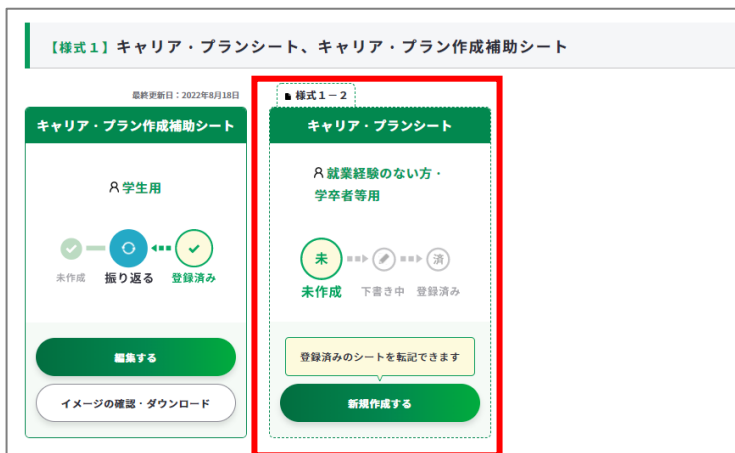 【様式１】キャリア・プランシート、キャリア・プラン作成補助シート
最終更新日：2022年8月18日
キャリア・プラン作成補助シート
学生用
未作成
振り返る
登録済み
編集する
イメージの確認・ダウンロード
様式１－２
キャリア・プランシート
就業経験のない方・
学卒者等用
未
済
未作成
下書き中
登録済み
登録済みのシートを転記できます
新規作成する